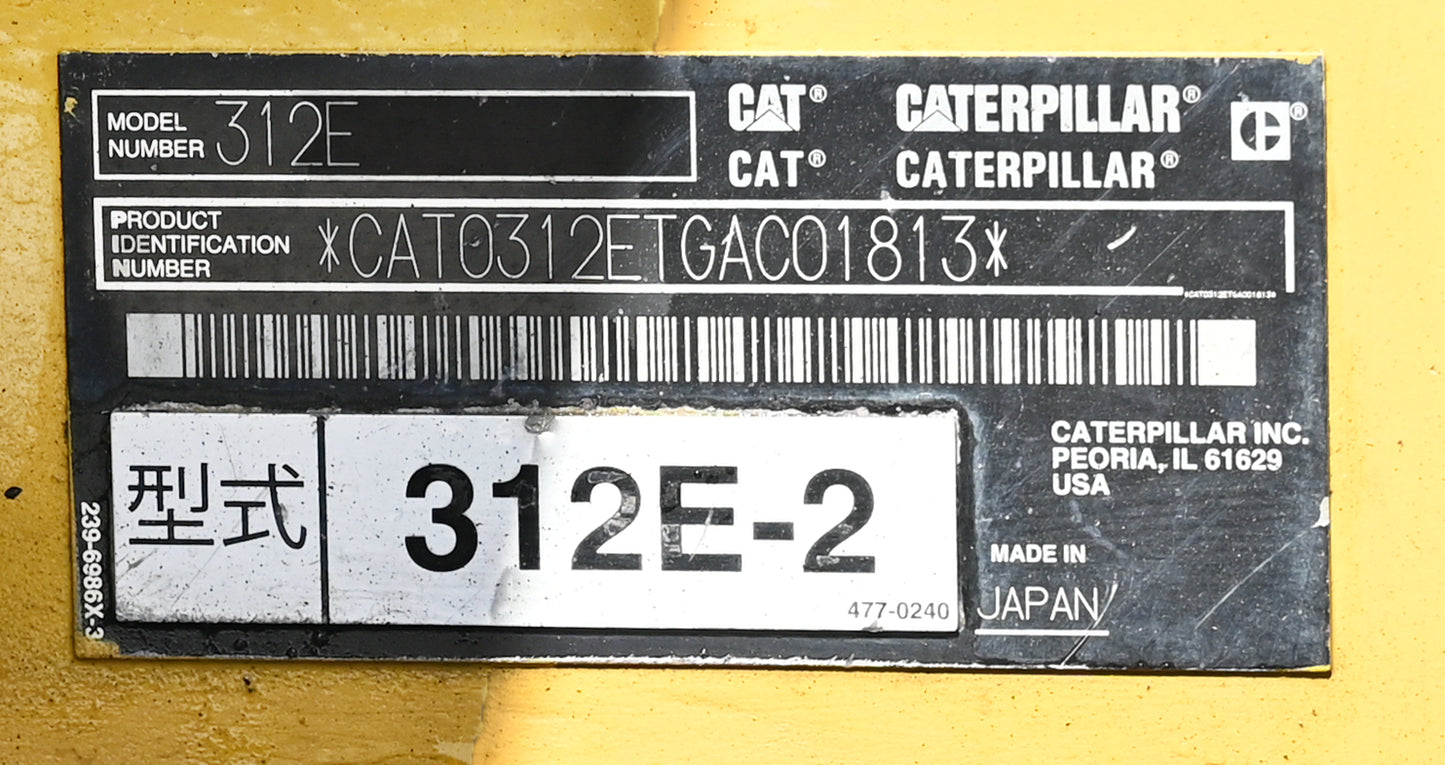 MODEL
NUMBER 312E
CAT® CATERPILLAR®
CAT® CATERPILLAR®
PRODUCT
IDENTIFICATION
NUMBER
*CAT0312ETGAC01813*
*CAT0312ETGAC01813*
型式 312E-2
477-0240
239-6986X-3
CATERPILLAR INC.
PEORIA, IL 61629
USA
MADE IN
JAPAN